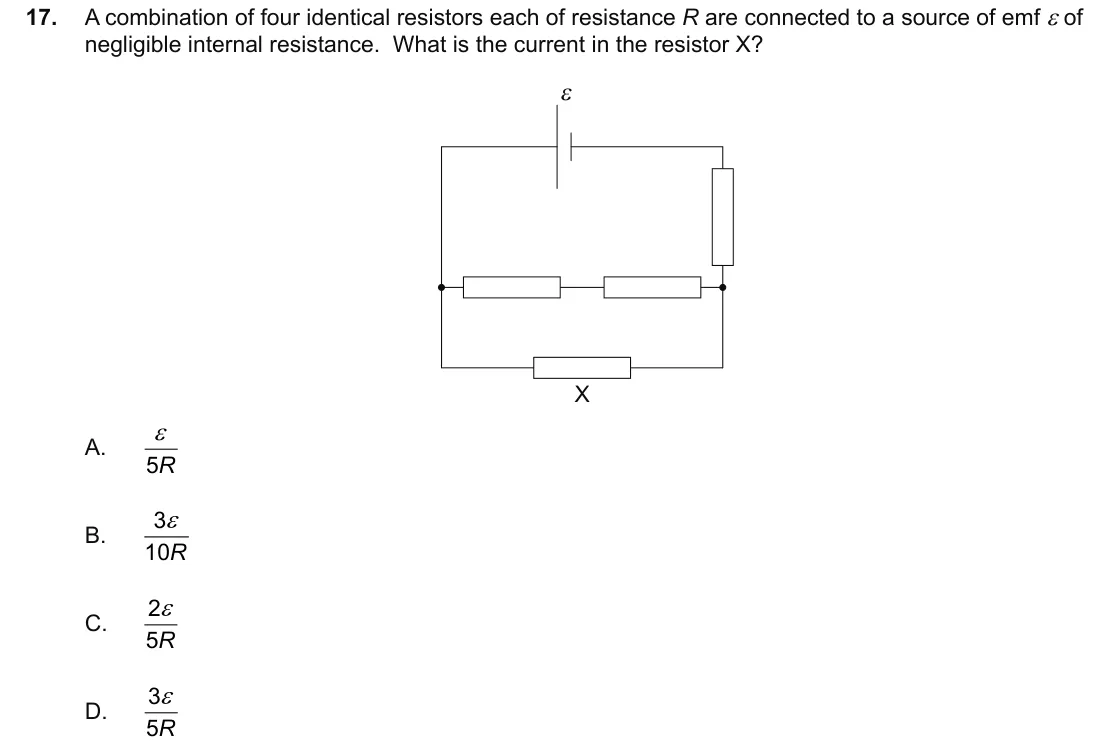 17. A combination of four identical resistors each of resistance R are connected to a source of emf ε of
negligible internal resistance. What is the current in the resistor X?
ε
X
A. ε
5R
B. 3ε
10R
C. 2ε
5R
D. 3ε
5R